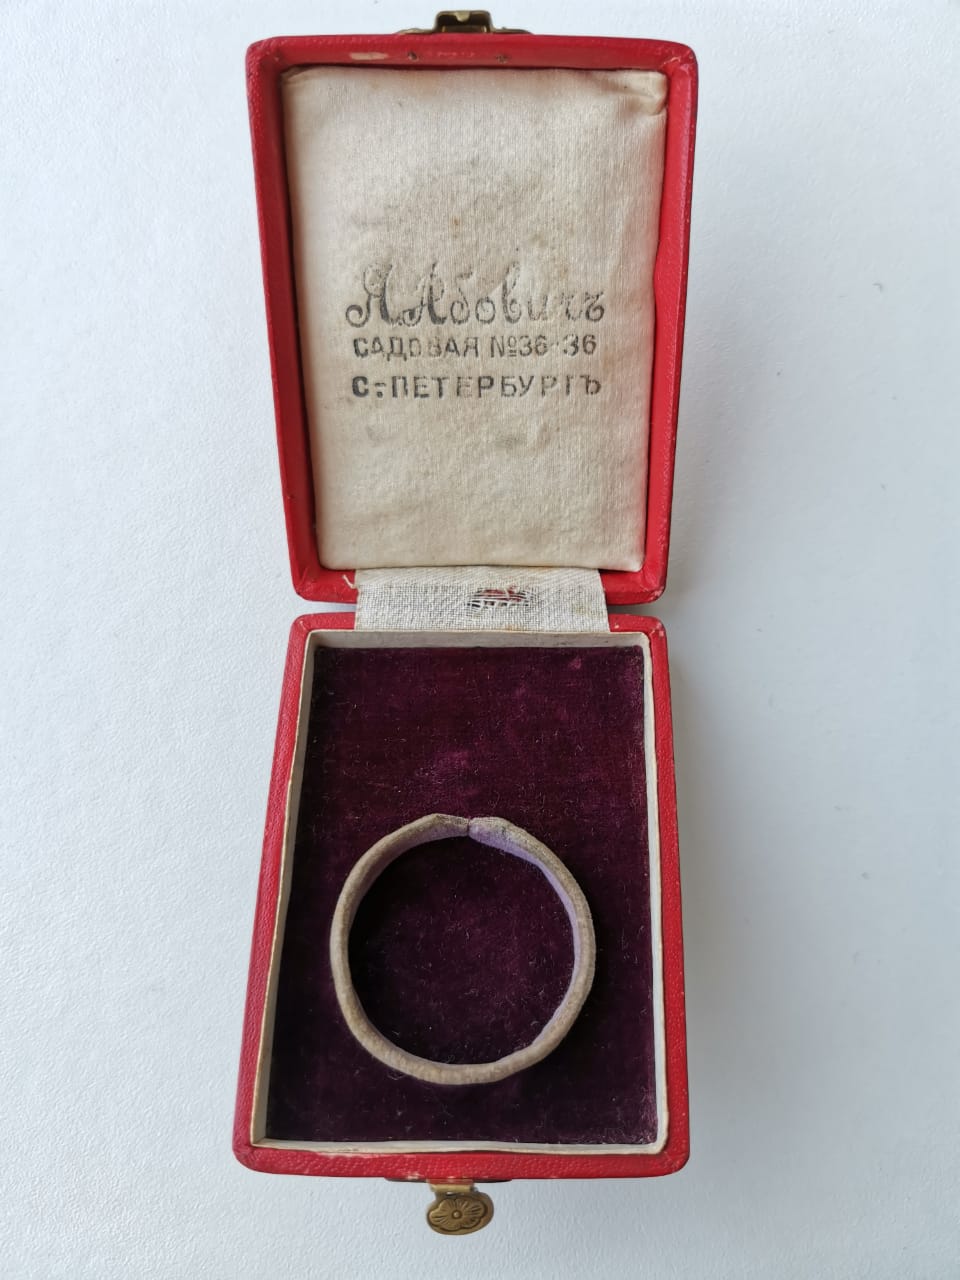 Я Абовичъ
САДОВАЯ №36-36
С.-ПЕТЕРБУРГЪ